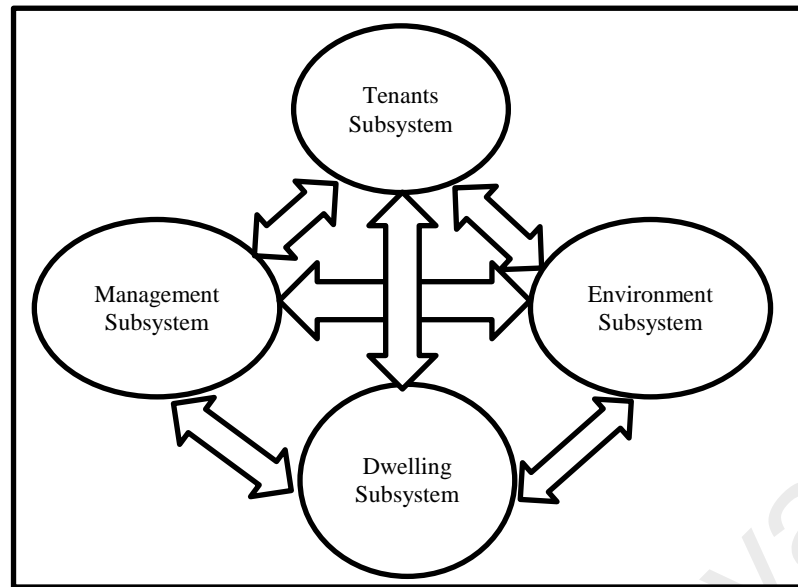 Tenants
Subsystem
Management
Subsystem
Environment
Subsystem
Dwelling
Subsystem